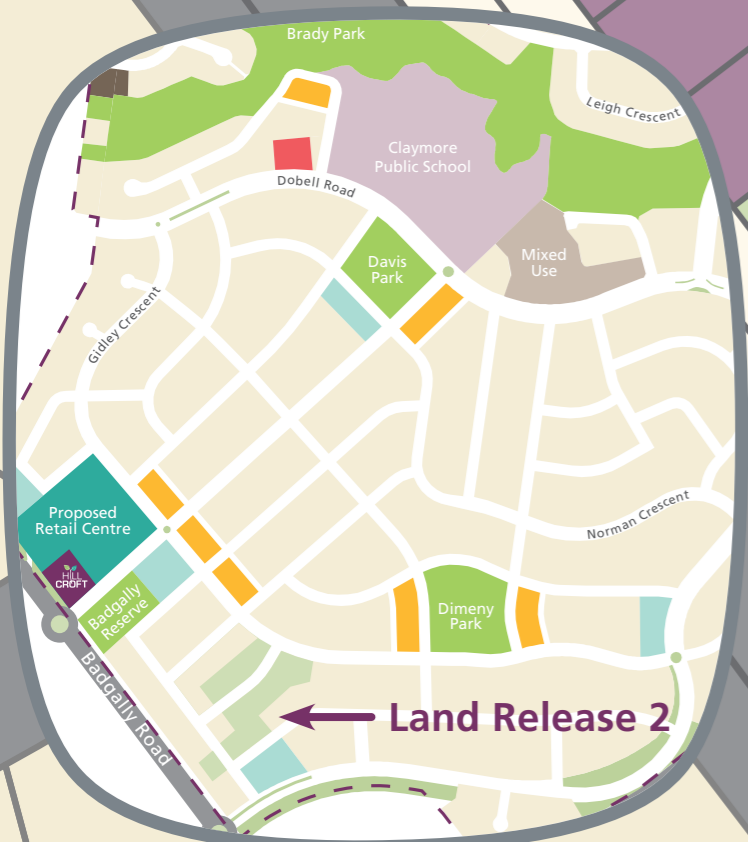 Brady Park
Leigh Crescent
Claymore
Public School
Dobell Road
Davis
Park
Mixed
Use
Gidley Crescent
Proposed
Retail Centre
HILL
CROFT
Norman Crescent
Badgally
Reserve
Dimeny
Park
Badgally Road
Land Release 2